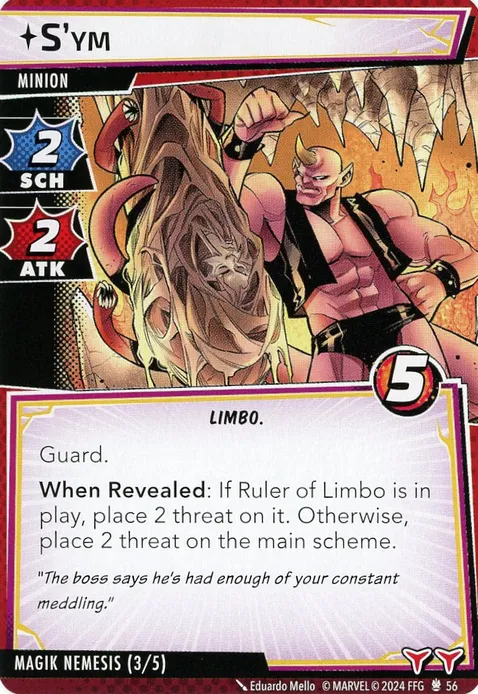 S'YM
MINION
2
SCH
2
ATK
5
LIMBO.
Guard.
When Revealed: If Ruler of Limbo is in
play, place 2 threat on it. Otherwise,
place 2 threat on the main scheme.
"The boss says he's had enough of your constant
meddling."
MAGIK NEMESIS (3/5)
Eduardo Mello © MARVEL © 2024 FFG 56